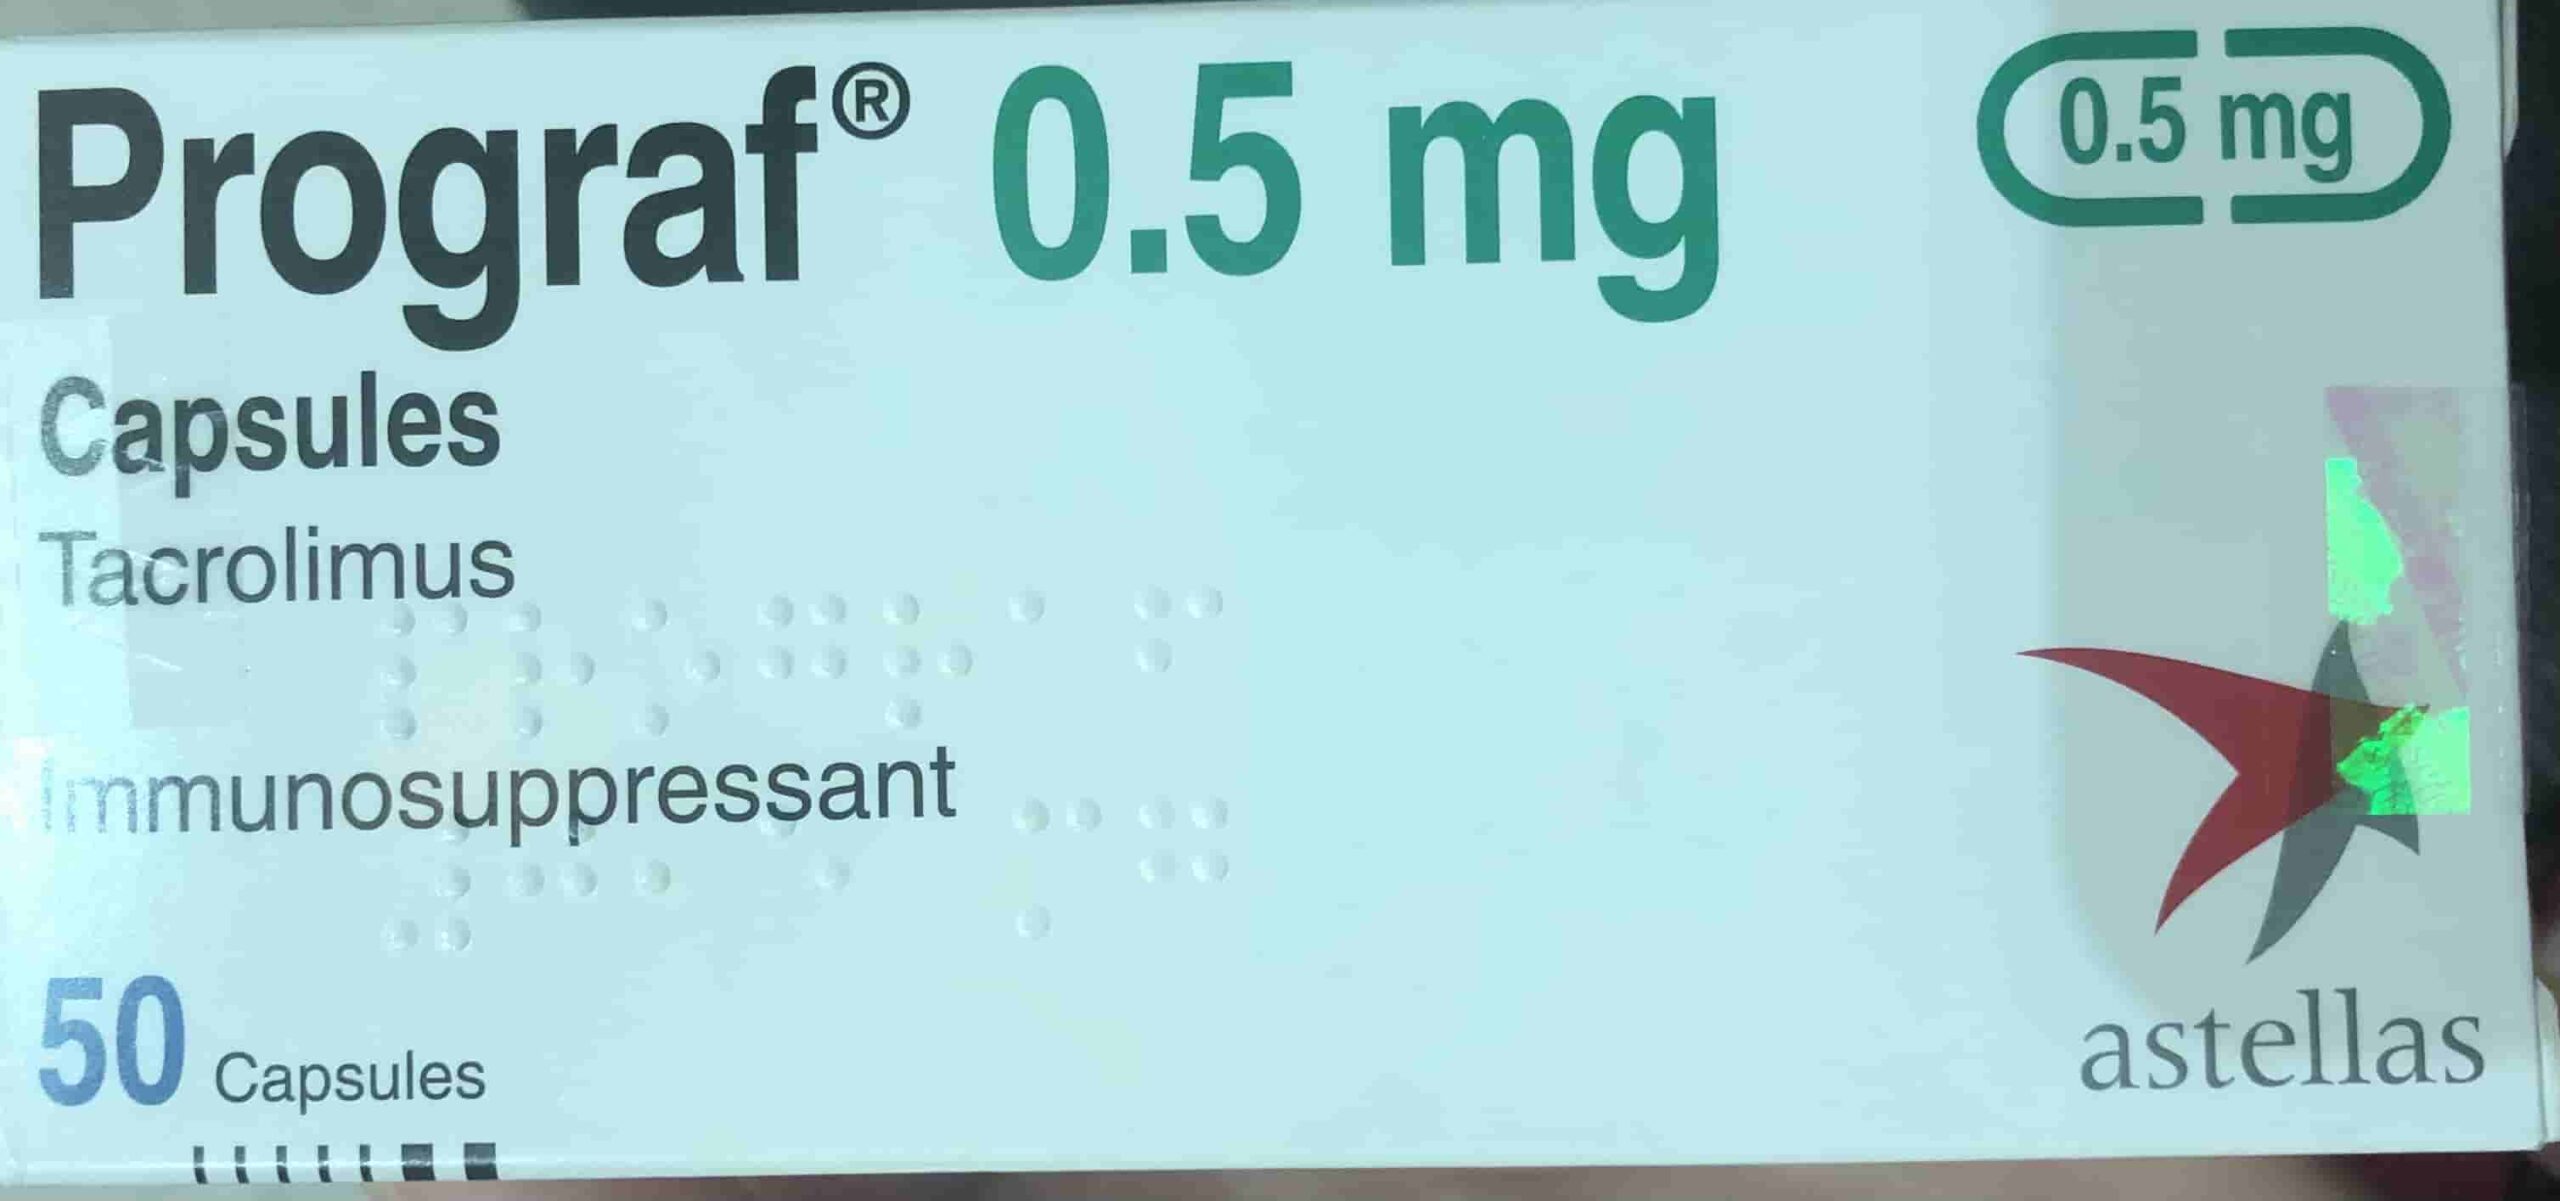 Prograf® 0.5 mg
0.5 mg
Capsules
Tacrolimus
Immunosuppressant
50 Capsules
astellas